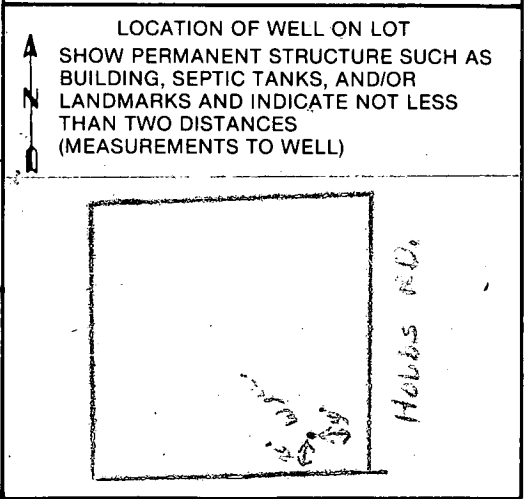 LOCATION OF WELL ON LOT
SHOW PERMANENT STRUCTURE SUCH AS
BUILDING, SEPTIC TANKS, AND/OR
N LANDMARKS AND INDICATE NOT LESS
THAN TWO DISTANCES
(MEASUREMENTS TO WELL)
Hobbs RD.
well